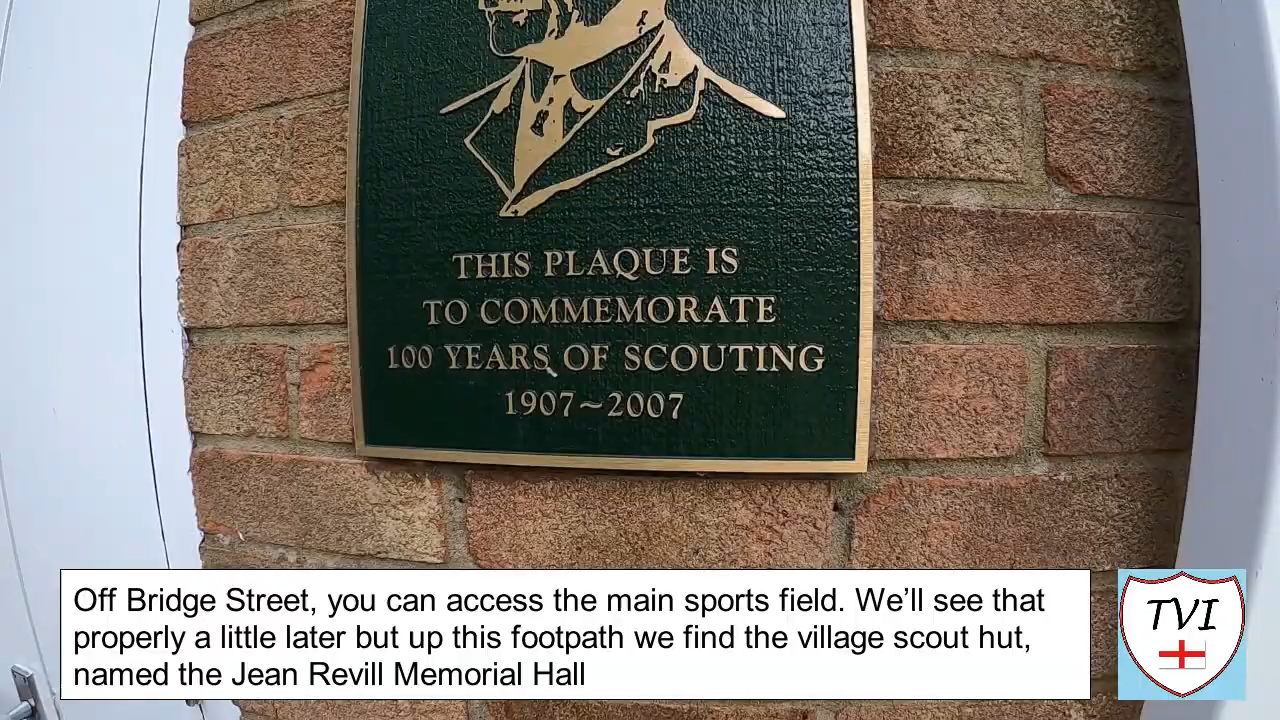 THIS PLAQUE IS
TO COMMEMORATE
100 YEARS OF SCOUTING
1907~2007
Off Bridge Street, you can access the main sports field. We'll see that
properly a little later but up this footpath we find the village scout hut,
named the Jean Revill Memorial Hall
TVI